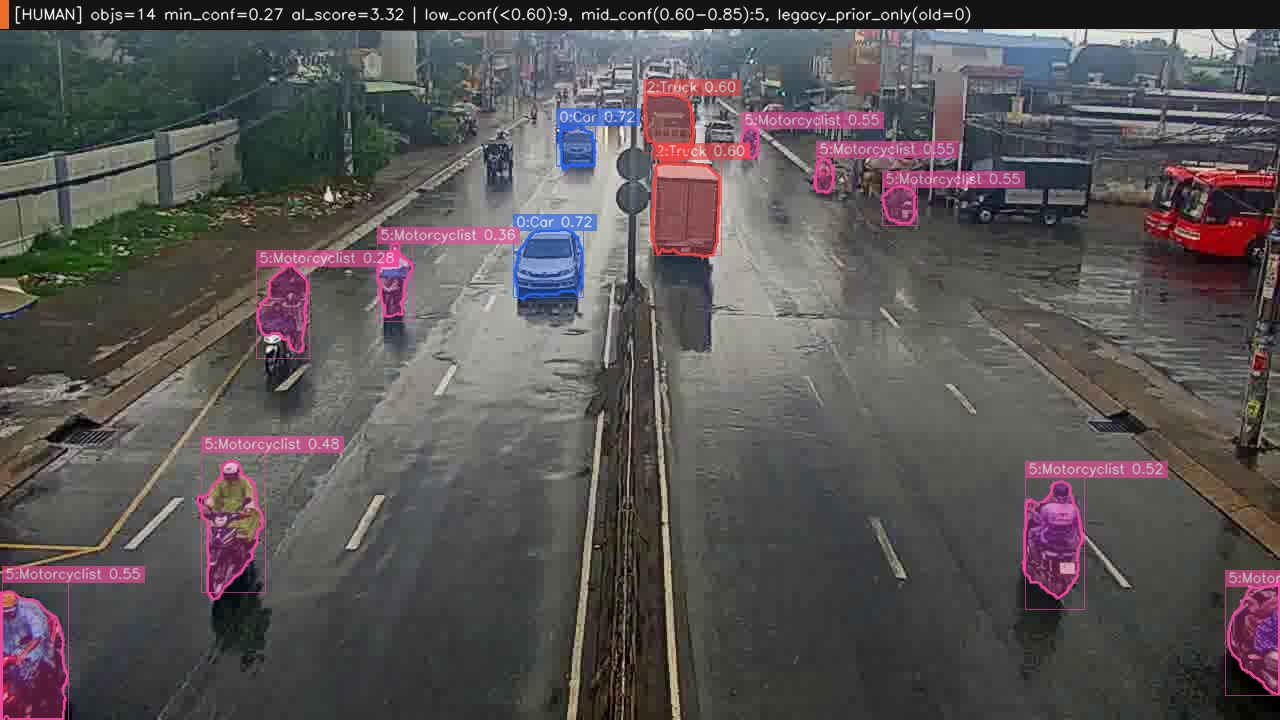 [HUMAN] objs=14 min_conf=0.27 al_score=3.32 | low_conf(<0.60):9, mid_conf(0.60-0.85):5, legacy_prior_only(old=0)
2:Truck 0.60
0:Car 0.72
5:Motorcyclist 0.55
2:Truck 0.60
5:Motorcyclist 0.55
5:Motorcyclist 0.55
0:Car 0.72
5:Motorcyclist 0.36
5:Motorcyclist 0.28
5:Motorcyclist 0.48
5:Motorcyclist 0.52
5:Motorcyclist 0.55
5:Motor